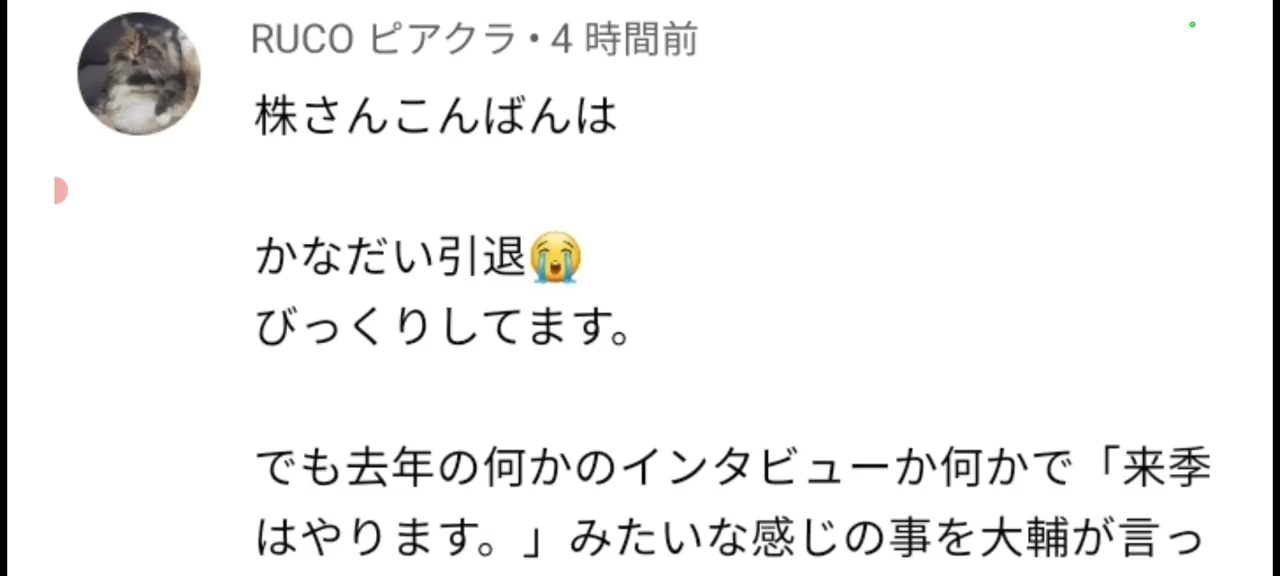 RUCO ピアクラ • 4 時間前
株さんこんばんは
かなだい引退😭
びっくりしてます。
でも去年の何かのインタビューか何かで「来季
はやります。」みたいな感じの事を大輔が言っ